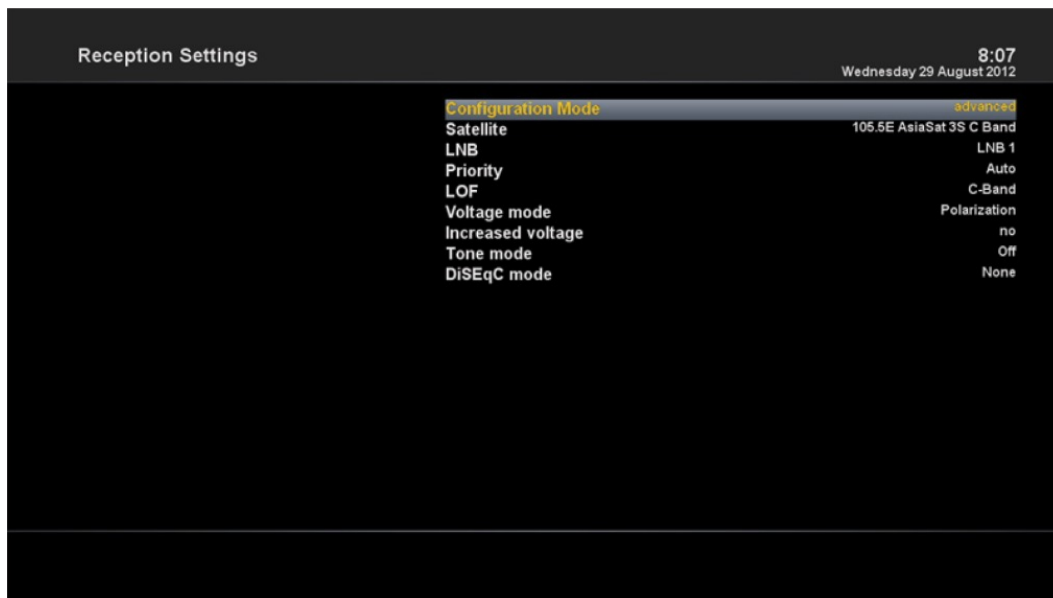 Reception Settings
8:07
Wednesday 29 August 2012
Configuration Mode advanced
Satellite 105.5E AsiaSat 3S C Band
LNB LNB 1
Priority Auto
LOF C-Band
Voltage mode Polarization
Increased voltage no
Tone mode Off
DiSEqC mode None